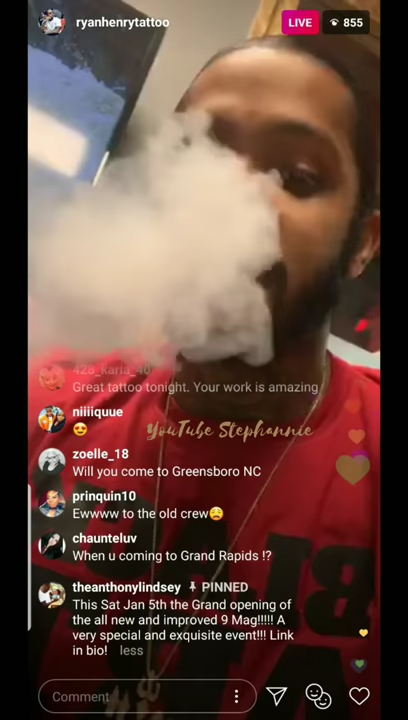 ryanhenrytattoo
LIVE
855
428_karla_40
Great tattoo tonight. Your work is amazing
niiiiquue
😍
YouTube Stephannie
zoelle_18
Will you come to Greensboro NC
prinquin10
Ewwww to the old crew😩
chaunteluv
When u coming to Grand Rapids !?
theanthonylindsey PINNED
This Sat Jan 5th the Grand opening of
the all new and improved 9 Mag!!!!! A
very special and exquisite event!!! Link
in bio! less
Comment